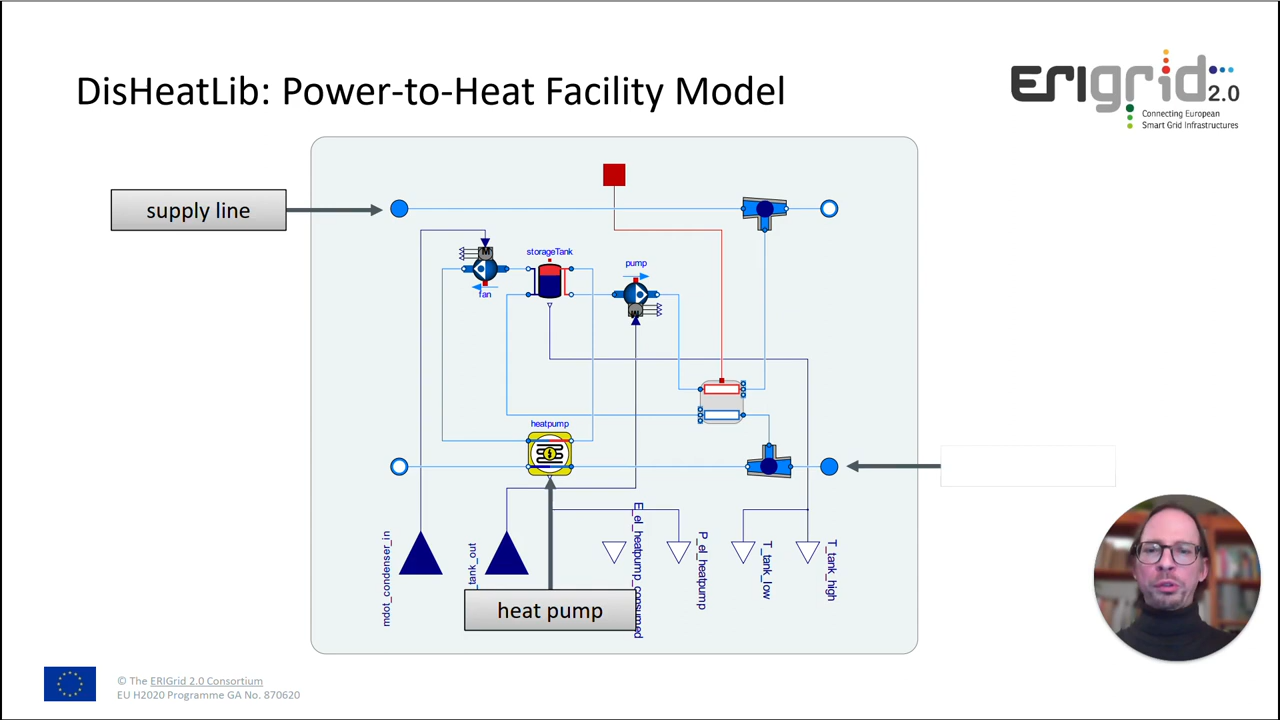 DisHeatLib: Power-to-Heat Facility Model
ERIGrid 2.0
Connecting European
Smart Grid Infrastructures
supply line
M
fan
storageTank
pump
M
heatpump
mdot_condenser_in
_tank_out
E_el_heatpump_consumed
P_el_heatpump
T_tank_low
T_tank_high
heat pump
© The ERIGrid 2.0 Consortium
EU H2020 Programme GA No. 870620